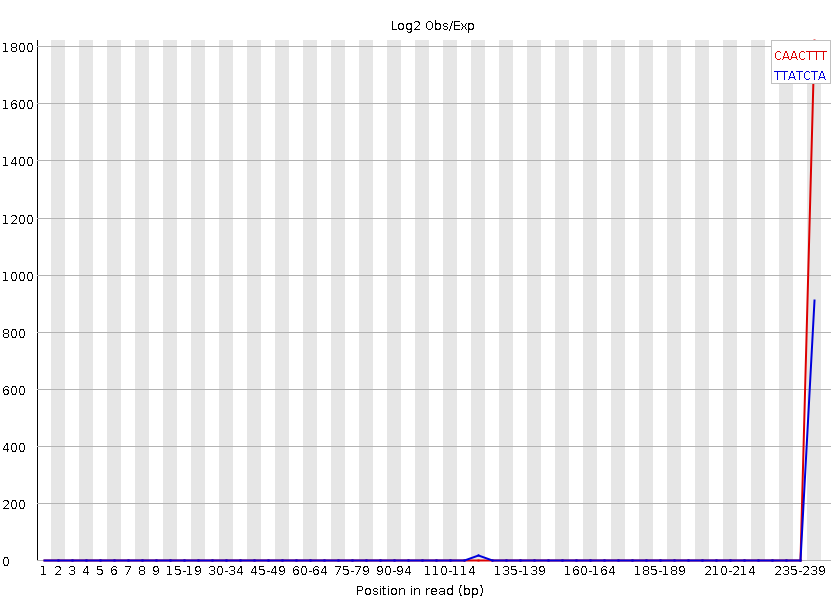 Log2 Obs/Exp
1800
1600
1400
1200
1000
800
600
400
200
0
CAACTTT
TTATCTA
1 2 3 4 5 6 7 8 9 15-19 30-34 45-49 60-64 75-79 90-94 110-114 135-139 160-164 185-189 210-214 235-239
Position in read (bp)